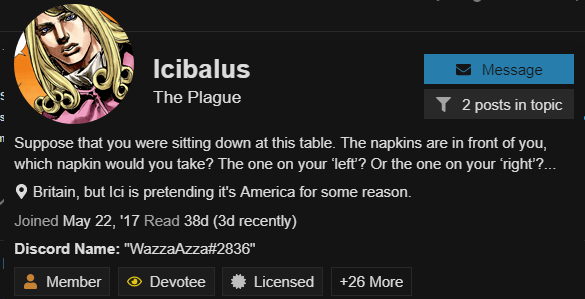 Icibalus
The Plague
Message
2 posts in topic
Suppose that you were sitting down at this table. The napkins are in front of you,
which napkin would you take? The one on your ‘left’? Or the one on your ‘right’?...
Britain, but Ici is pretending it's America for some reason.
Joined May 22, '17 Read 38d (3d recently)
Discord Name: "WazzaAzza#2836"
Member Devotee Licensed +26 More